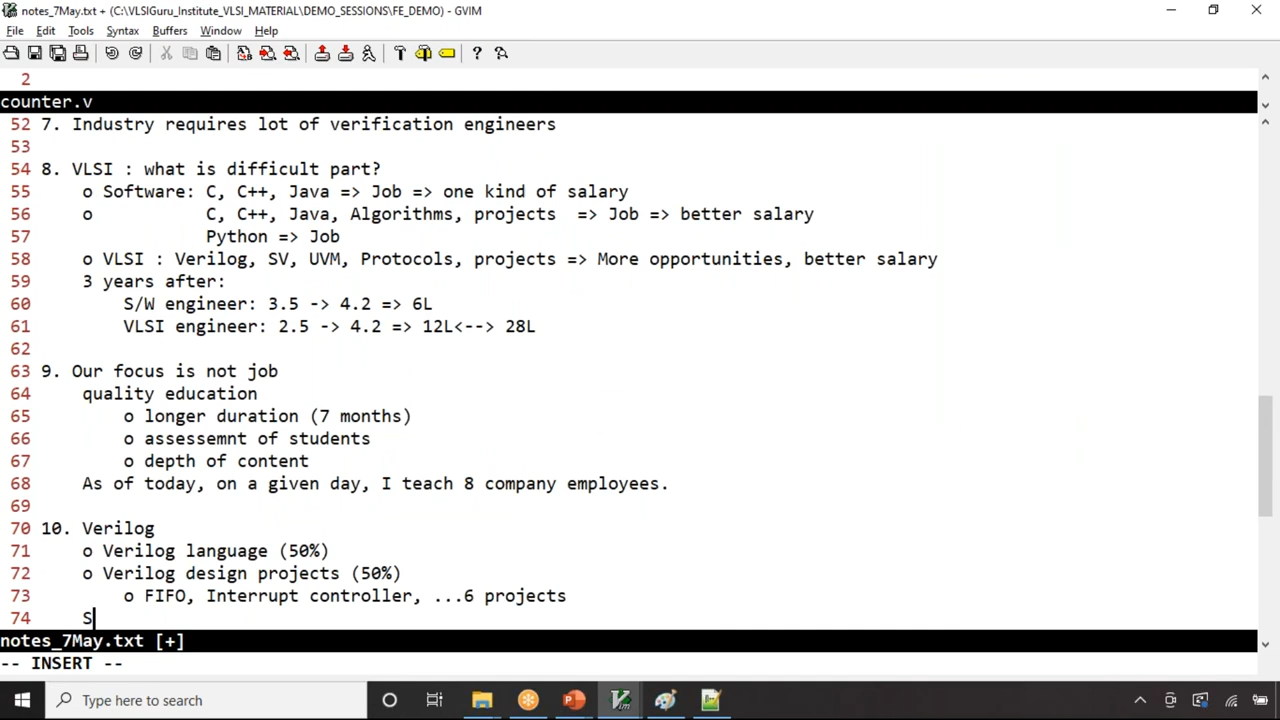 notes_7May.txt + (C:\VLSIGuru_Institute_VLSI_MATERIAL\DEMO_SESSIONS\FE_DEMO) - GVIM
File Edit Tools Syntax Buffers Window Help
2
counter.v
52 7. Industry requires lot of verification engineers
53
54 8. VLSI : what is difficult part?
55 o Software: C, C++, Java => Job => one kind of salary
56 o C, C++, Java, Algorithms, projects => Job => better salary
57 Python => Job
58 o VLSI : Verilog, SV, UVM, Protocols, projects => More opportunities, better salary
59 3 years after:
60 S/W engineer: 3.5 -> 4.2 => 6L
61 VLSI engineer: 2.5 -> 4.2 => 12L<--> 28L
62
63 9. Our focus is not job
64 quality education
65 o longer duration (7 months)
66 o assessemnt of students
67 o depth of content
68 As of today, on a given day, I teach 8 company employees.
69
70 10. Verilog
71 o Verilog language (50%)
72 o Verilog design projects (50%)
73 o FIFO, Interrupt controller, ...6 projects
74 S
notes_7May.txt [+]
-- INSERT --
Type here to search